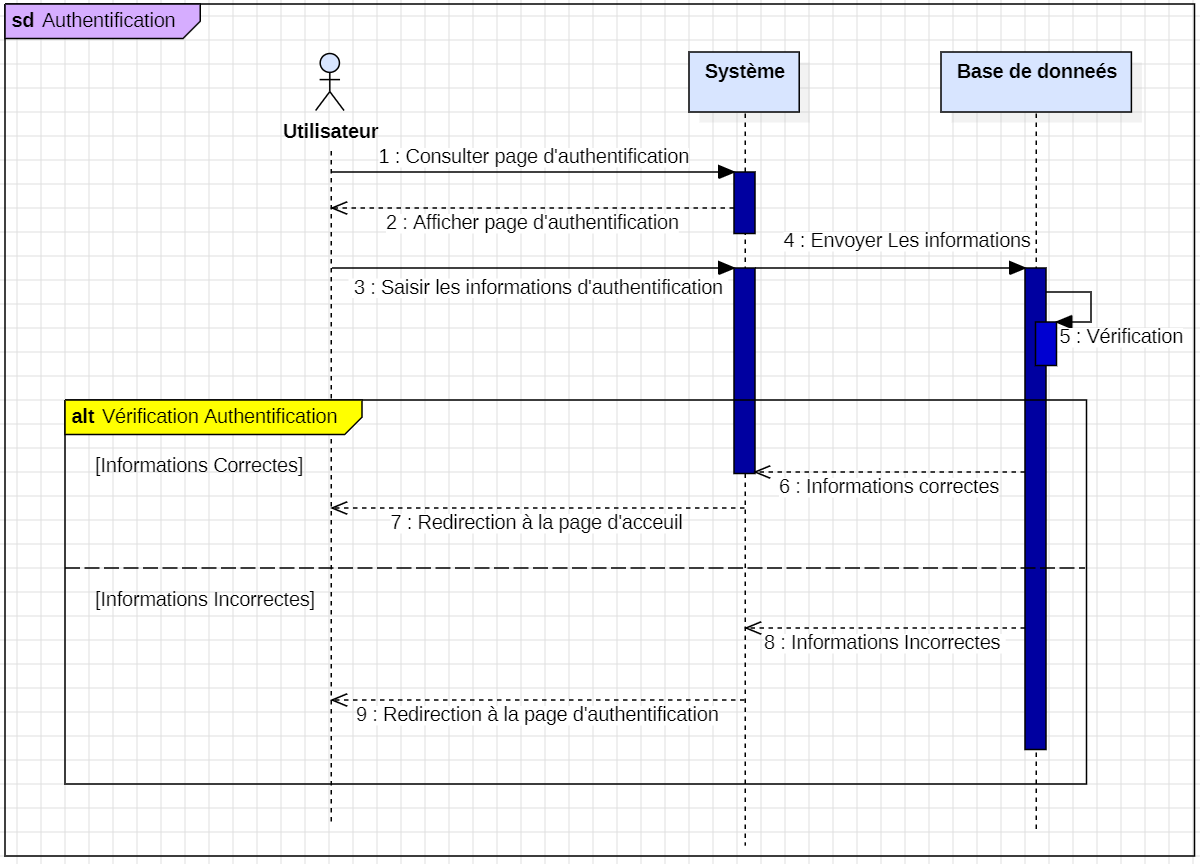 sd Authentification
Système
Base de donneés
Utilisateur
1 : Consulter page d'authentification
2 : Afficher page d'authentification
4 : Envoyer Les informations
3 : Saisir les informations d'authentification
5 : Vérification
alt Vérification Authentification
[Informations Correctes]
6 : Informations correctes
7 : Redirection à la page d'acceuil
[Informations Incorrectes]
8 : Informations Incorrectes
9 : Redirection à la page d'authentification